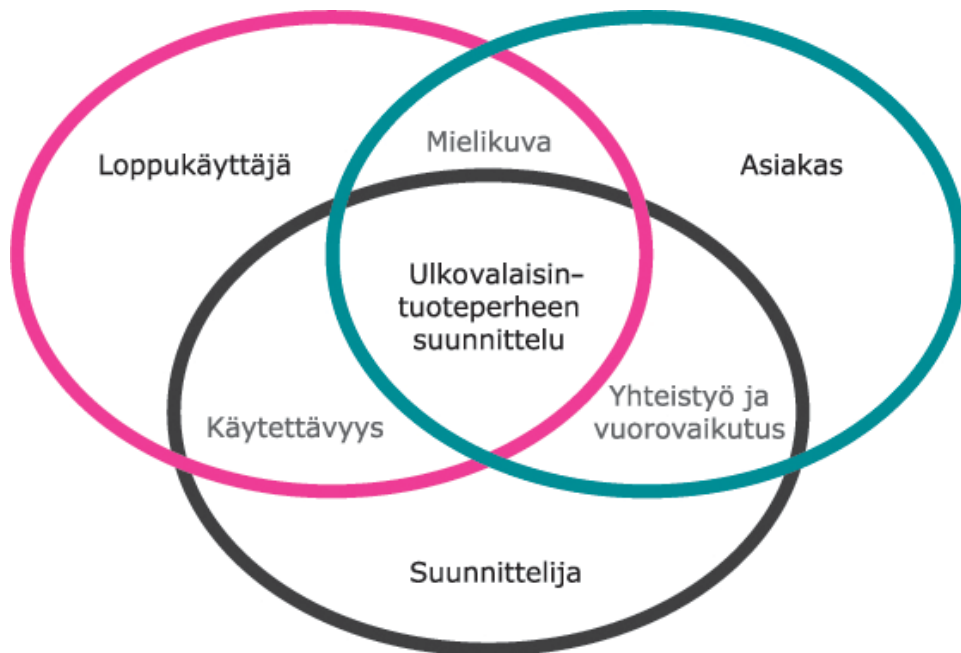 Mielikuva
Loppukäyttäjä
Asiakas
Ulkovalaisin–
tuoteperheen
suunnittelu
Käytettävyys
Yhteistyö ja
vuorovaikutus
Suunnittelija